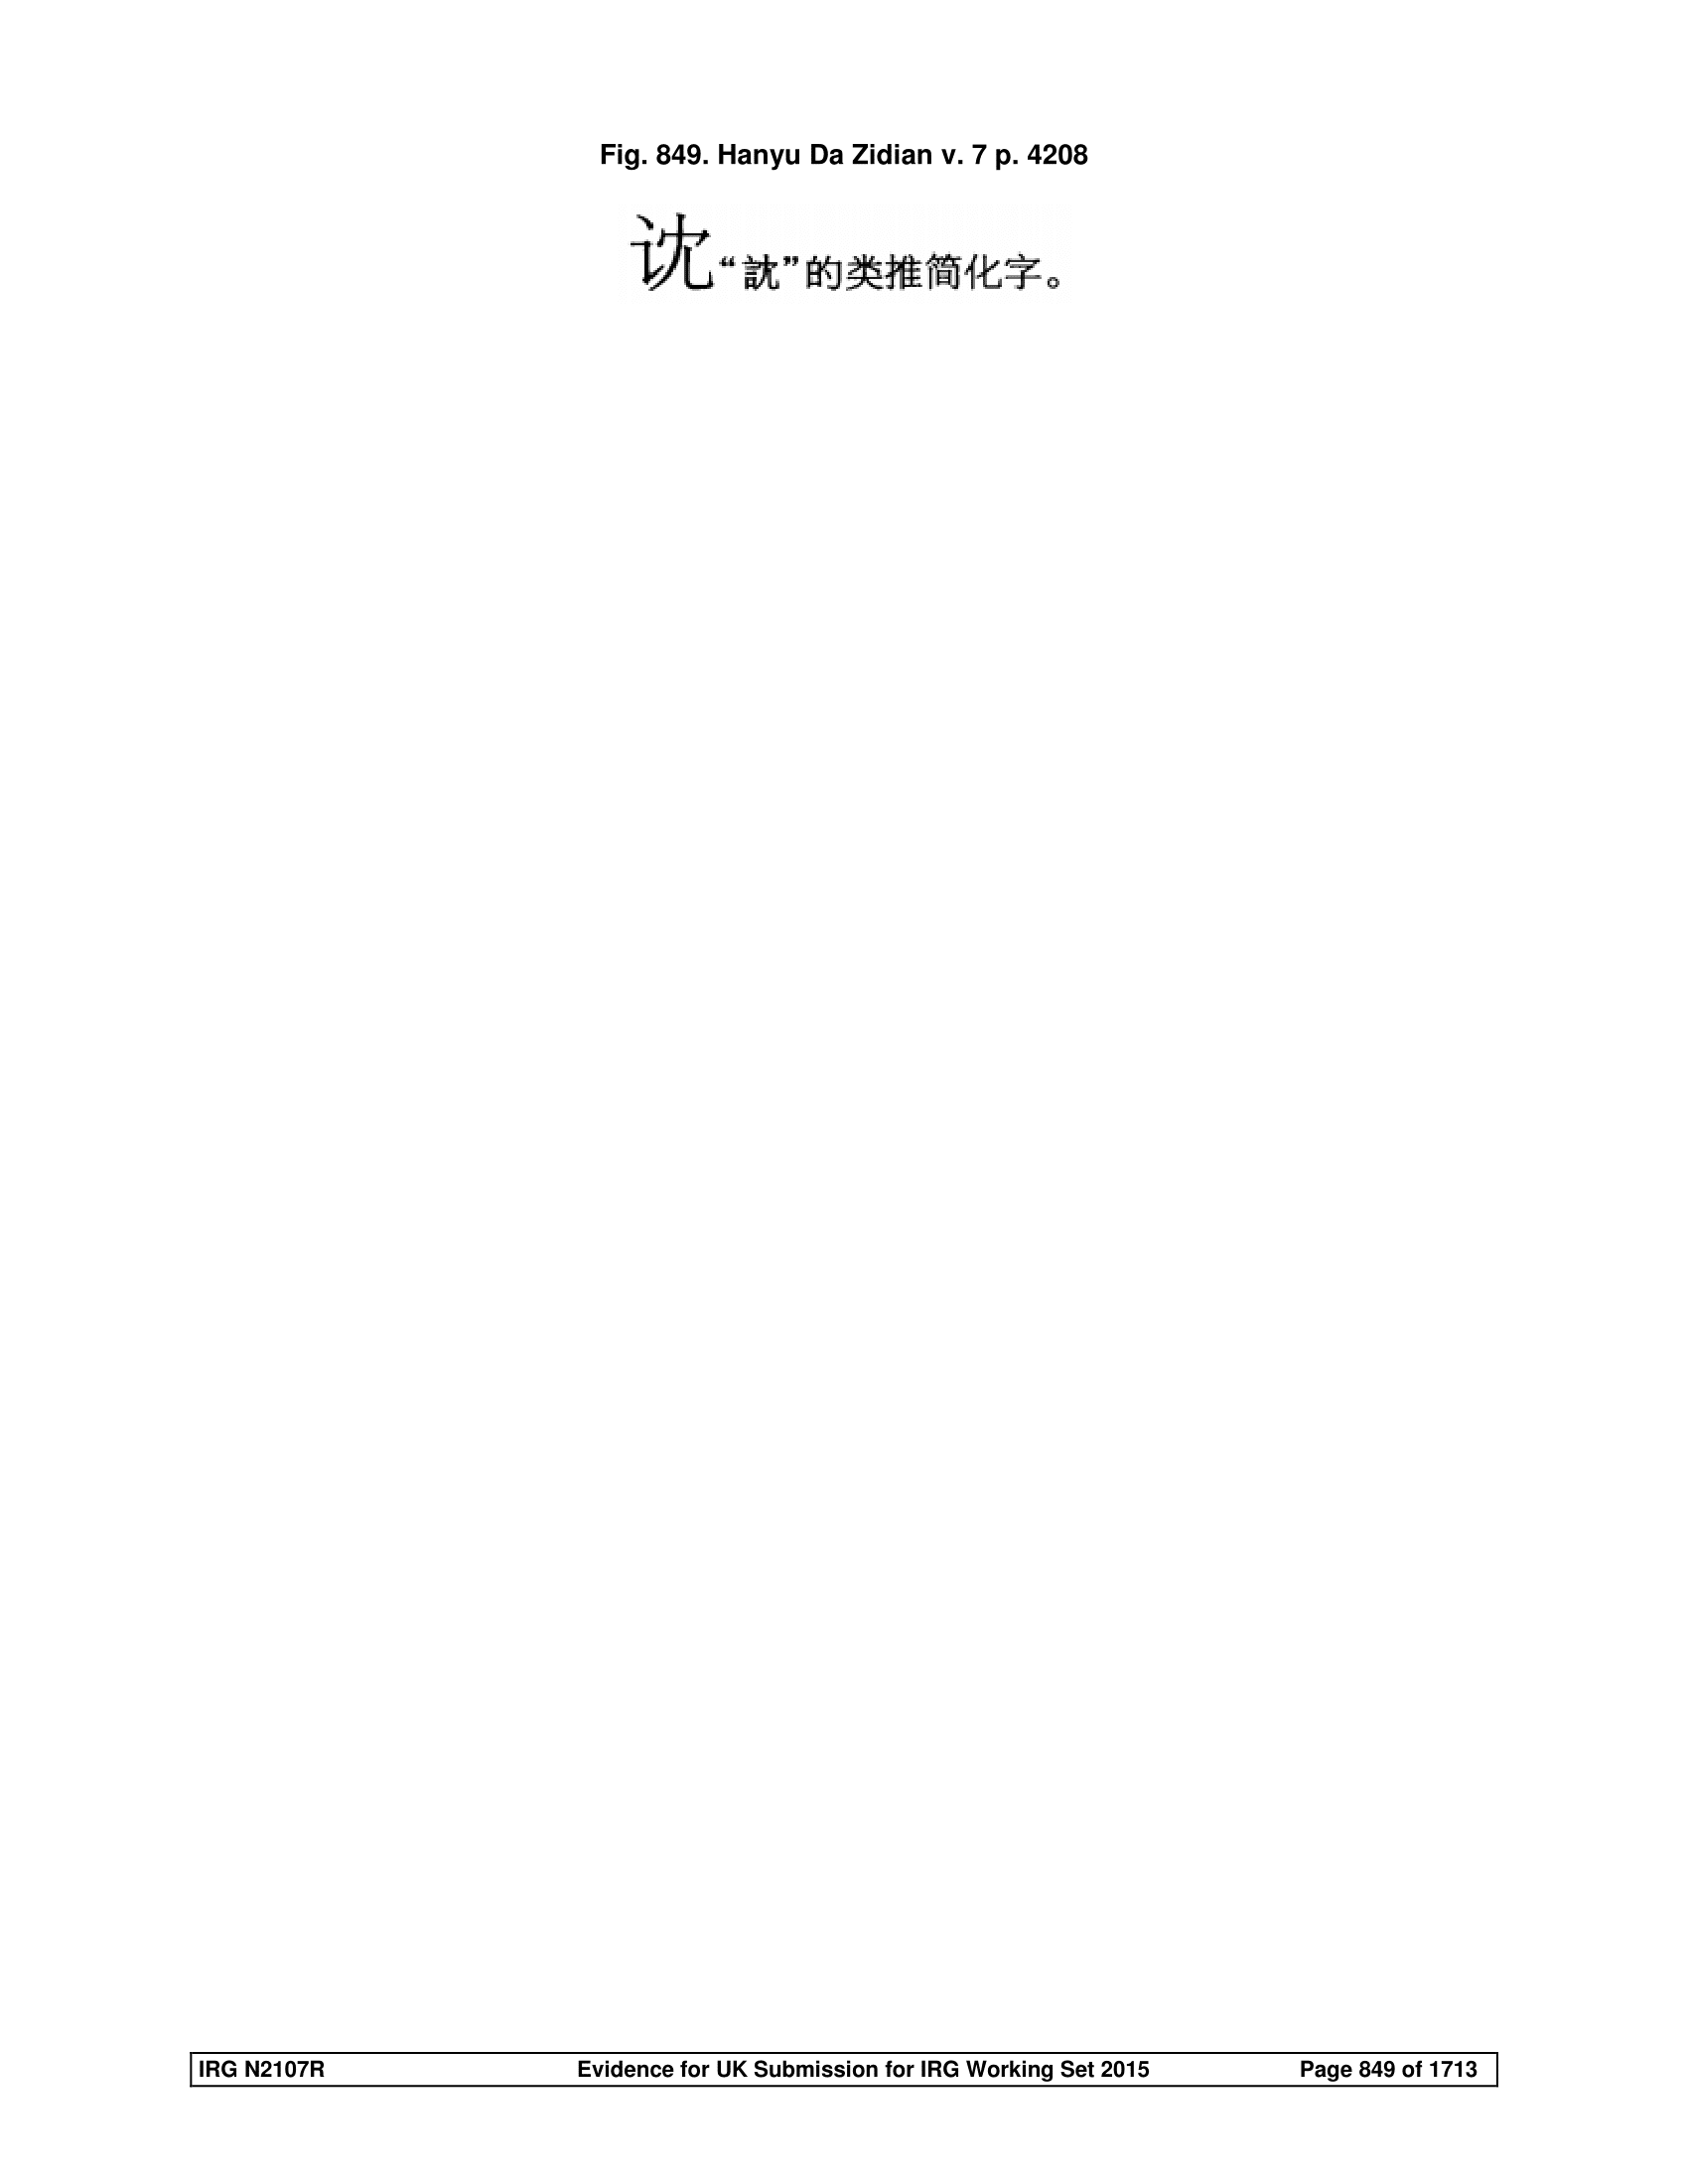 Fig. 849. Hanyu Da Zidian v. 7 p. 4208
𬣞“訦”的类推简化字。
IRG N2107R Evidence for UK Submission for IRG Working Set 2015 Page 849 of 1713